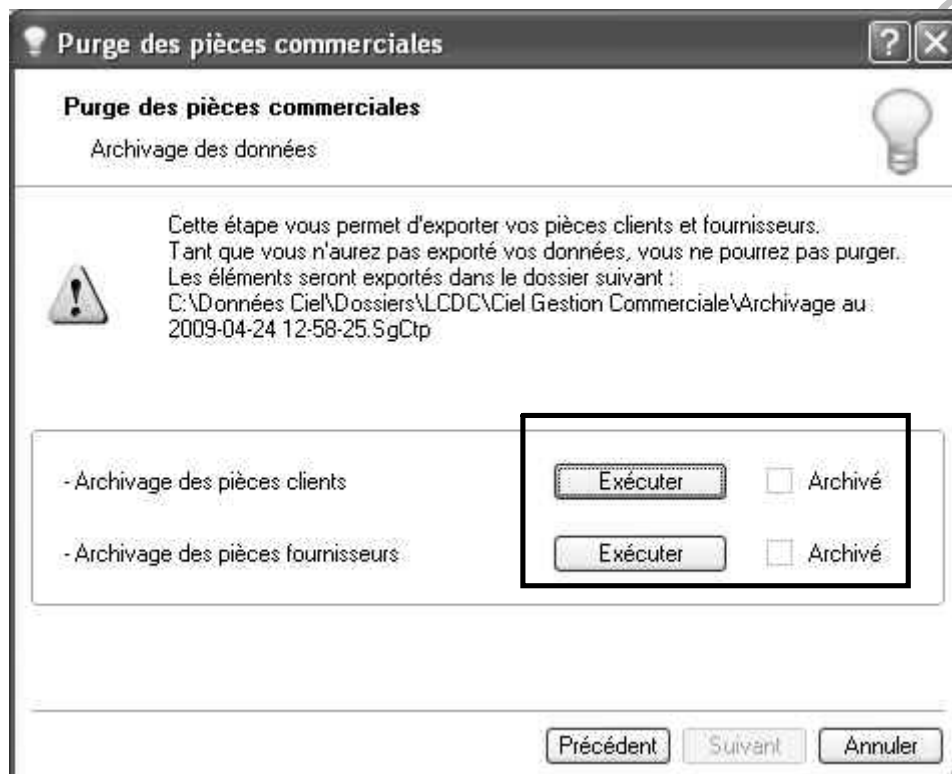 Purge des pièces commerciales
Purge des pièces commerciales
Archivage des données
Cette étape vous permet d'exporter vos pièces clients et fournisseurs.
Tant que vous n'aurez pas exporté vos données, vous ne pourrez pas purger.
Les éléments seront exportés dans le dossier suivant :
C:\Données Ciel\Dossiers\LCDC\Ciel Gestion Commerciale\Archivage au
2009-04-24 12-58-25.SgCtp
- Archivage des pièces clients Exécuter Archivé
- Archivage des pièces fournisseurs Exécuter Archivé
Précédent Suivant Annuler